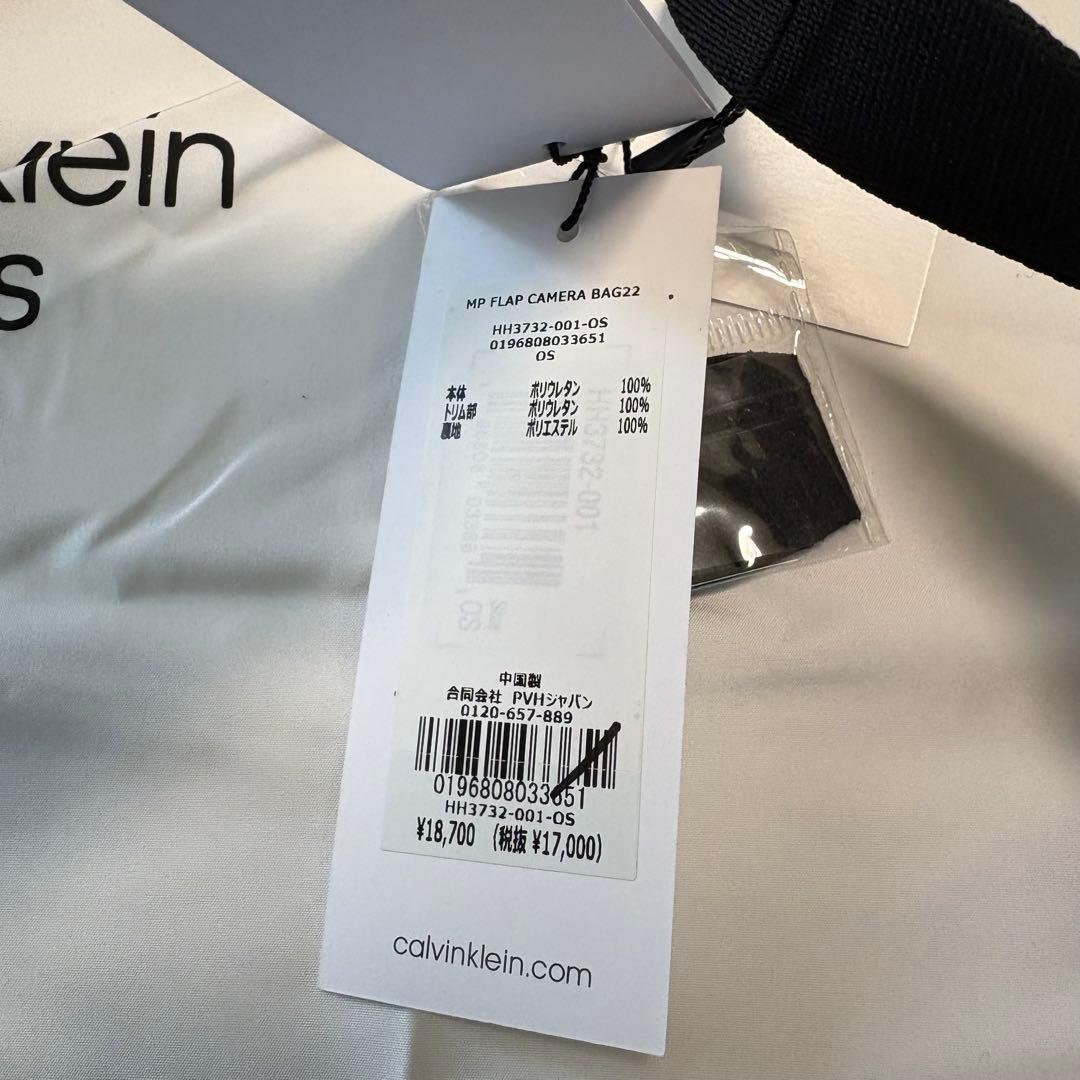 klein
s
MP FLAP CAMERA BAG22
HH3732-001-OS
0196808033651
OS
本体 ポリウレタン 100%
トリム部 ポリウレタン 100%
裏地 ポリエステル 100%
HH3732-001
OS
中国製
合同会社 PVHジャパン
0120-657-889
0196808033651
HH3732-001-OS
¥18,700 (税抜 ¥17,000)
calvinklein.com